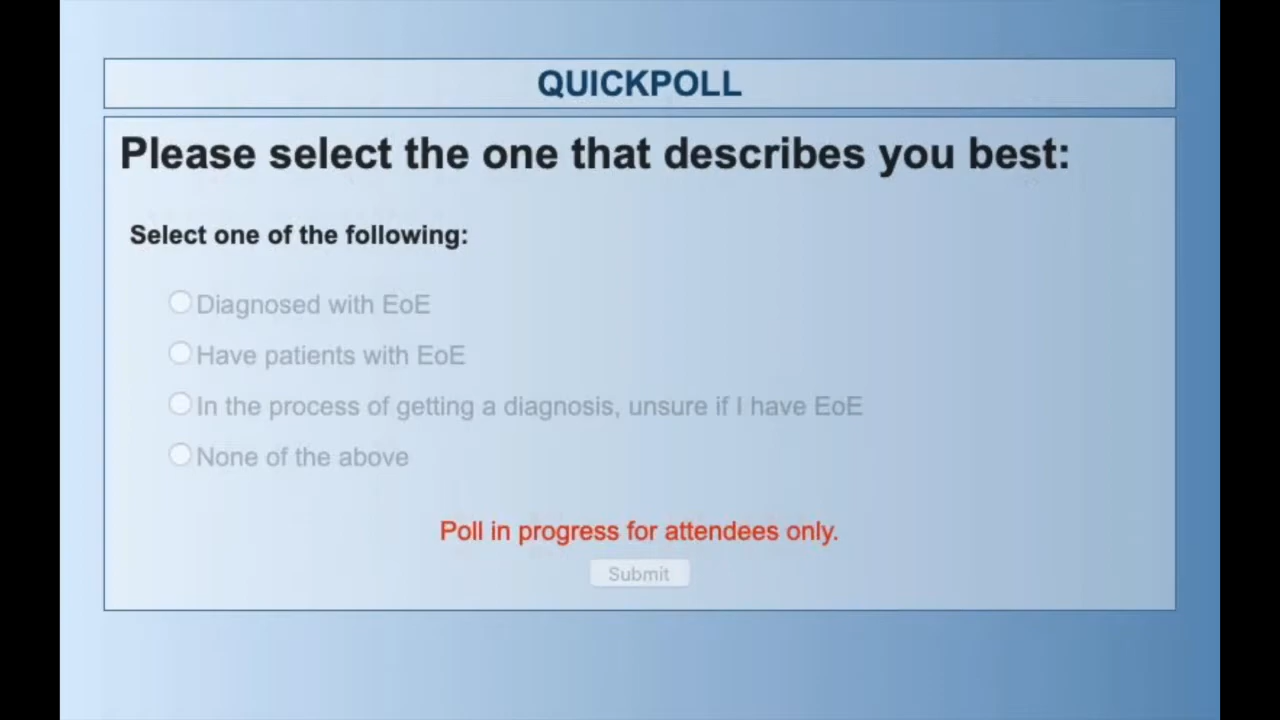 QUICKPOLL
Please select the one that describes you best:
Select one of the following:
Diagnosed with EoE
Have patients with EoE
In the process of getting a diagnosis, unsure if I have EoE
None of the above
Poll in progress for attendees only.
Submit